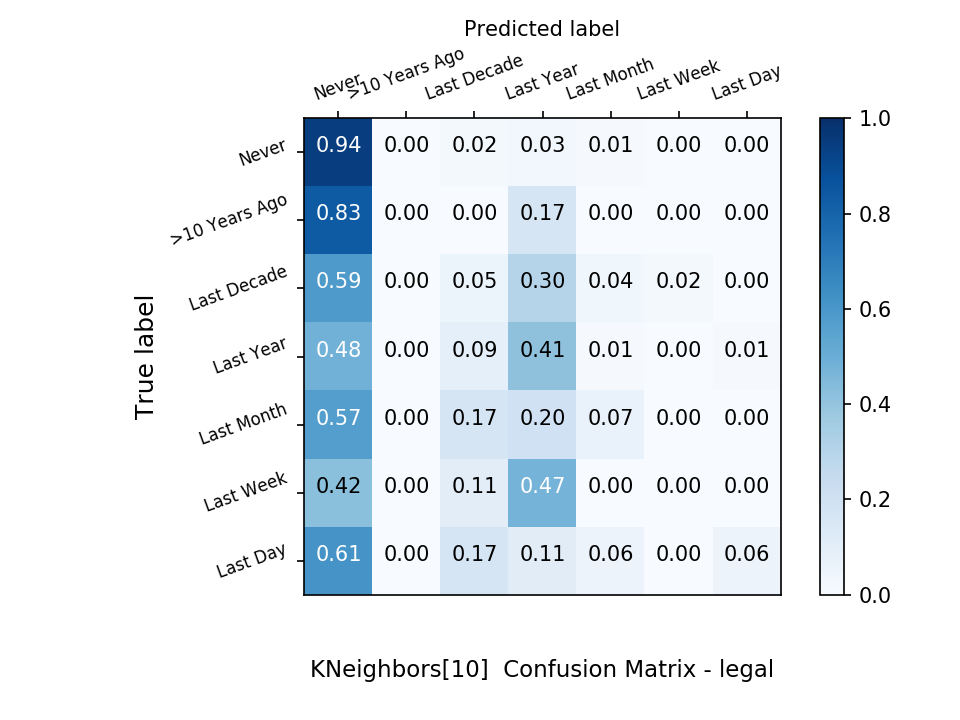 Predicted label
Never >10 Years Ago Last Decade Last Year Last Month Last Week Last Day
Never 0.94 0.00 0.02 0.03 0.01 0.00 0.00
>10 Years Ago 0.83 0.00 0.00 0.17 0.00 0.00 0.00
Last Decade 0.59 0.00 0.05 0.30 0.04 0.02 0.00
Last Year 0.48 0.00 0.09 0.41 0.01 0.00 0.01
Last Month 0.57 0.00 0.17 0.20 0.07 0.00 0.00
Last Week 0.42 0.00 0.11 0.47 0.00 0.00 0.00
Last Day 0.61 0.00 0.17 0.11 0.06 0.00 0.06
True label
1.0
0.8
0.6
0.4
0.2
0.0
KNeighbors[10]  Confusion Matrix - legal